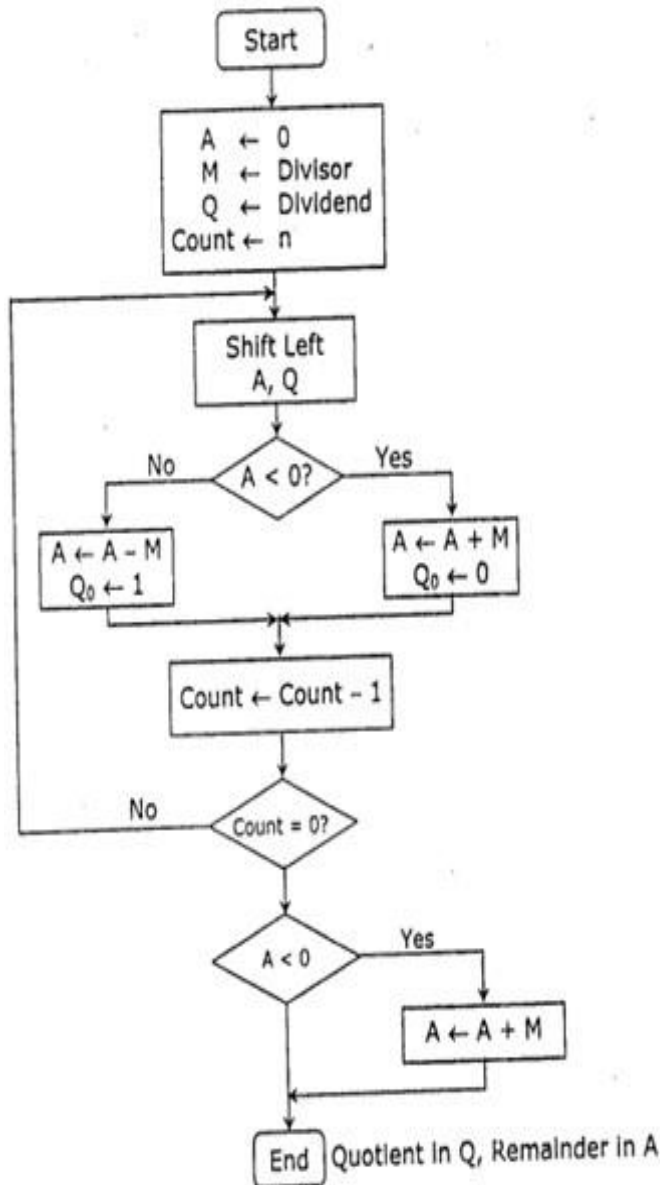 Start
A ← 0
M ← Divisor
Q ← Dividend
Count ← n
Shift Left
A, Q
A < 0?
No
Yes
A ← A – M
Q₀ ← 1
A ← A + M
Q₀ ← 0
Count ← Count – 1
Count = 0?
No
A < 0
Yes
A ← A + M
End
Quotient in Q, Remainder in A